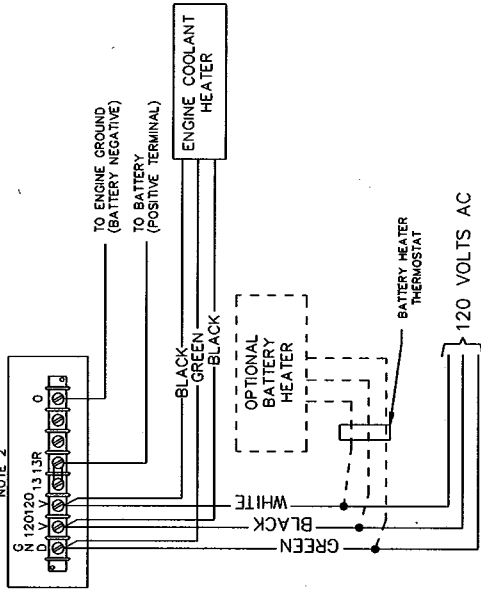 NOTE 2
G
N
D
120
V
120
V
13
13R
0
TO ENGINE GROUND
(BATTERY NEGATIVE)
TO BATTERY
(POSITIVE TERMINAL)
ENGINE COOLANT
HEATER
BLACK
GREEN
BLACK
OPTIONAL
BATTERY
HEATER
BATTERY HEATER
THERMOSTAT
WHITE
BLACK
GREEN
120 VOLTS AC